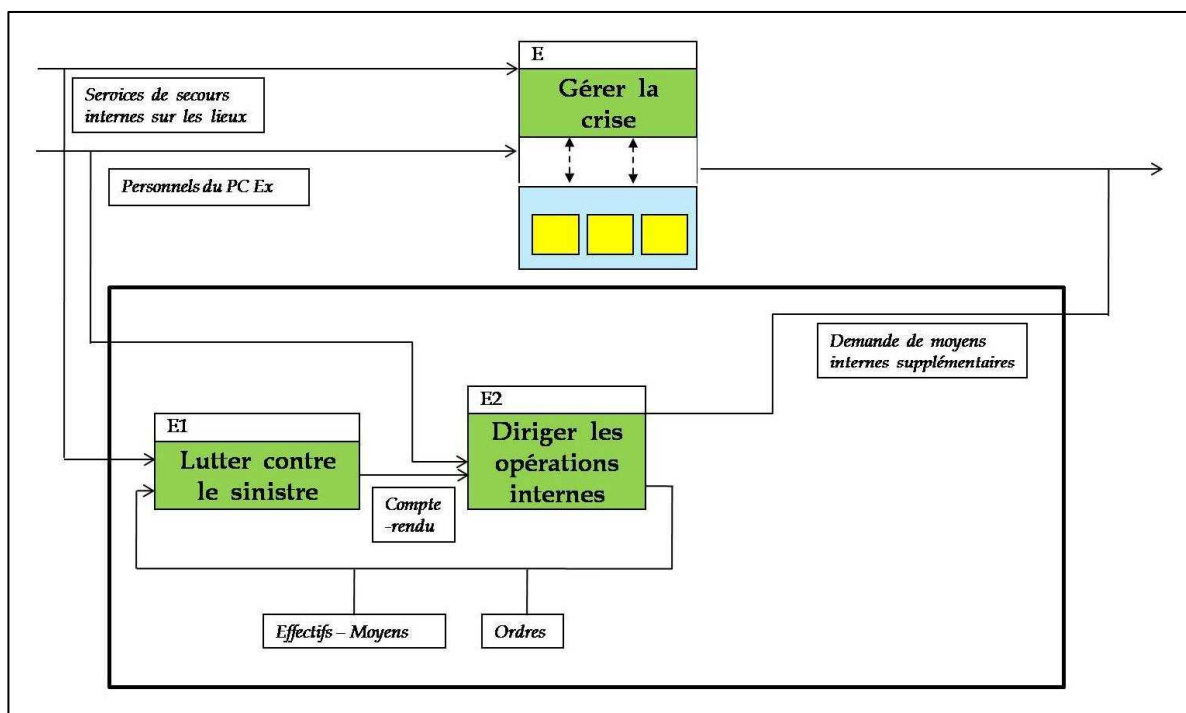 E
Gérer la
crise
Services de secours
internes sur les lieux
Personnels du PC Ex
Demande de moyens
internes supplémentaires
E1
Lutter contre
le sinistre
E2
Diriger les
opérations
internes
Compte
-rendu
Effectifs – Moyens
Ordres